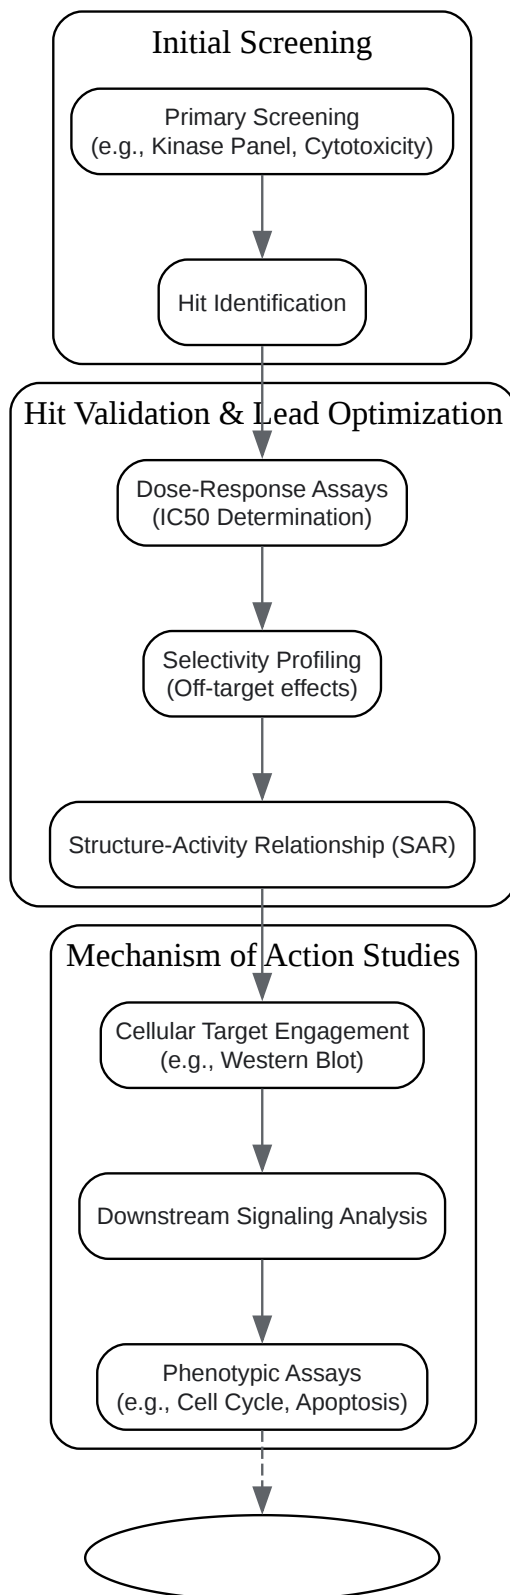 Initial Screening
Primary Screening
(e.g., Kinase Panel, Cytotoxicity)
Hit Identification
Hit Validation & Lead Optimization
Dose-Response Assays
(IC50 Determination)
Selectivity Profiling
(Off-target effects)
Structure-Activity Relationship (SAR)
Mechanism of Action Studies
Cellular Target Engagement
(e.g., Western Blot)
Downstream Signaling Analysis
Phenotypic Assays
(e.g., Cell Cycle, Apoptosis)